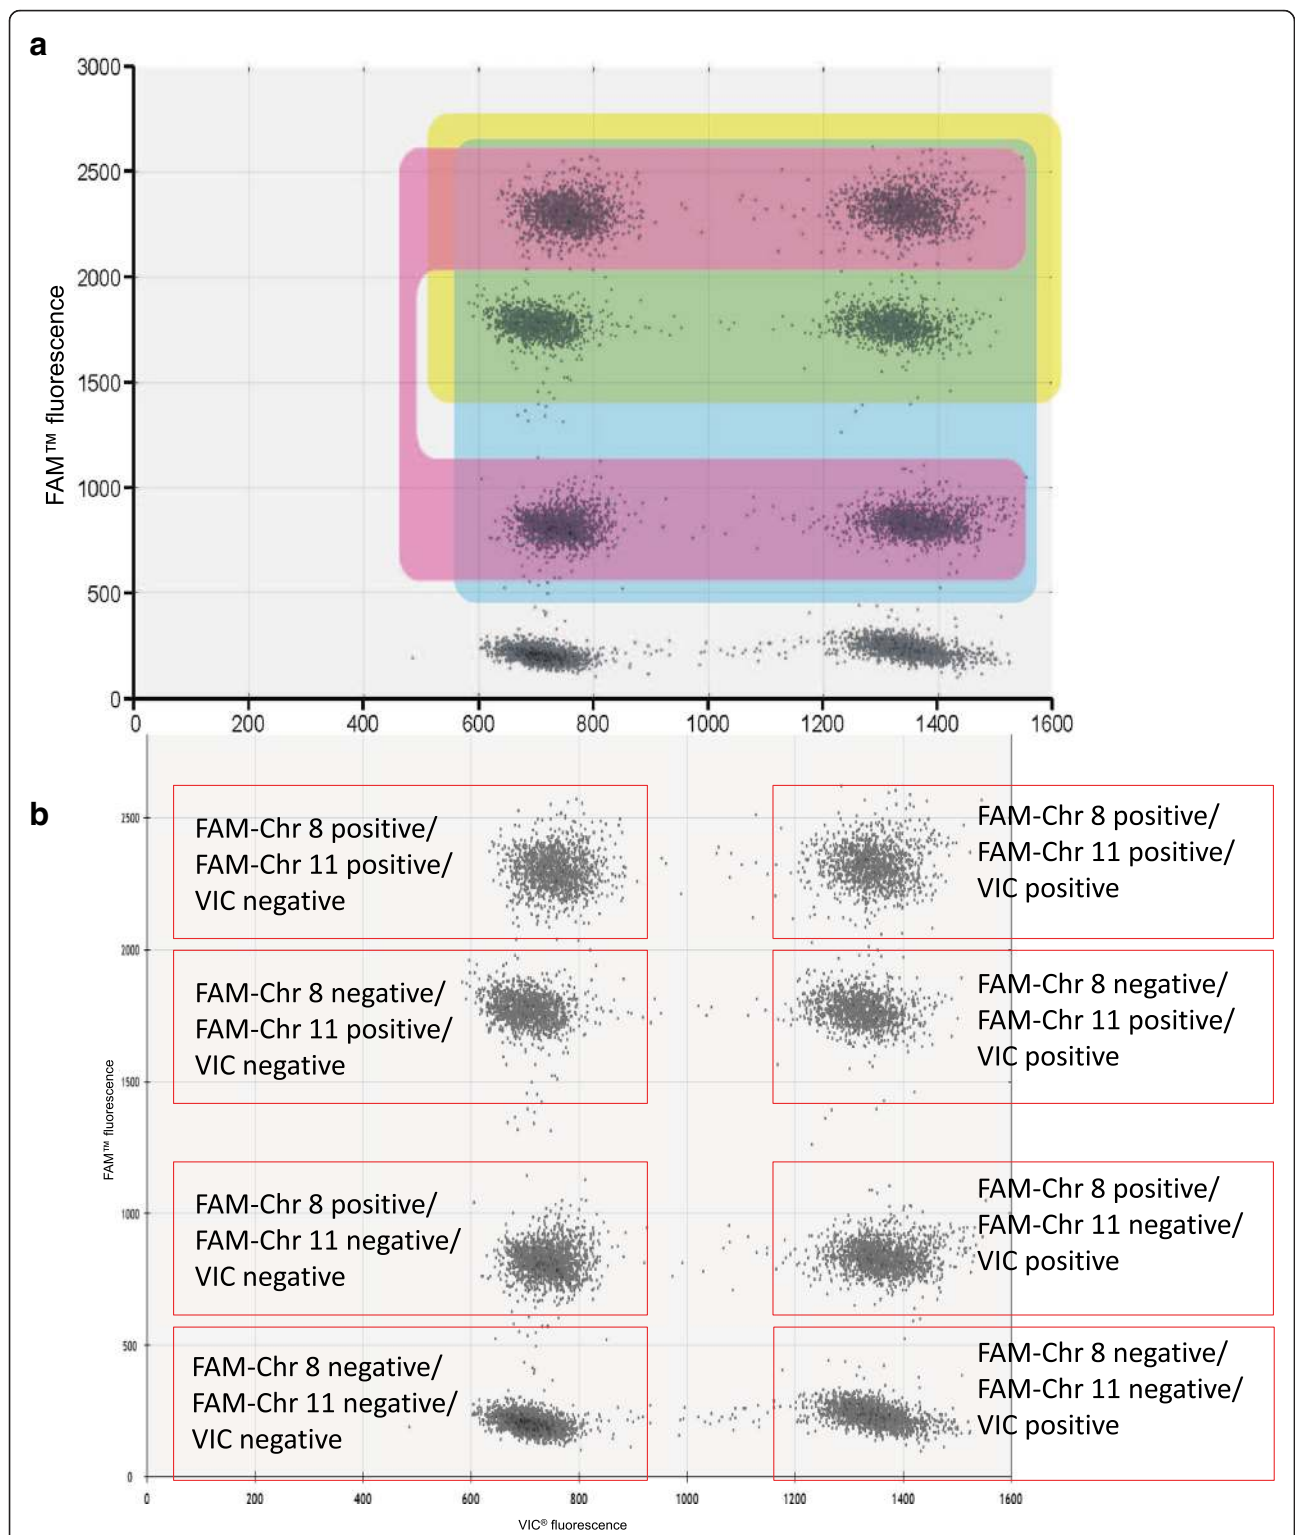 a
3000
2500
2000
1500
1000
500
0
FAM™ fluorescence
0 200 400 600 800 1000 1200 1400 1600
b
2500
2000
1500
1000
500
0
FAM™ fluorescence
FAM-Chr 8 positive/
FAM-Chr 11 positive/
VIC negative
FAM-Chr 8 positive/
FAM-Chr 11 positive/
VIC positive
FAM-Chr 8 negative/
FAM-Chr 11 positive/
VIC negative
FAM-Chr 8 negative/
FAM-Chr 11 positive/
VIC positive
FAM-Chr 8 positive/
FAM-Chr 11 negative/
VIC negative
FAM-Chr 8 positive/
FAM-Chr 11 negative/
VIC positive
FAM-Chr 8 negative/
FAM-Chr 11 negative/
VIC negative
FAM-Chr 8 negative/
FAM-Chr 11 negative/
VIC positive
0 200 400 600 800 1000 1200 1400 1600
VIC® fluorescence